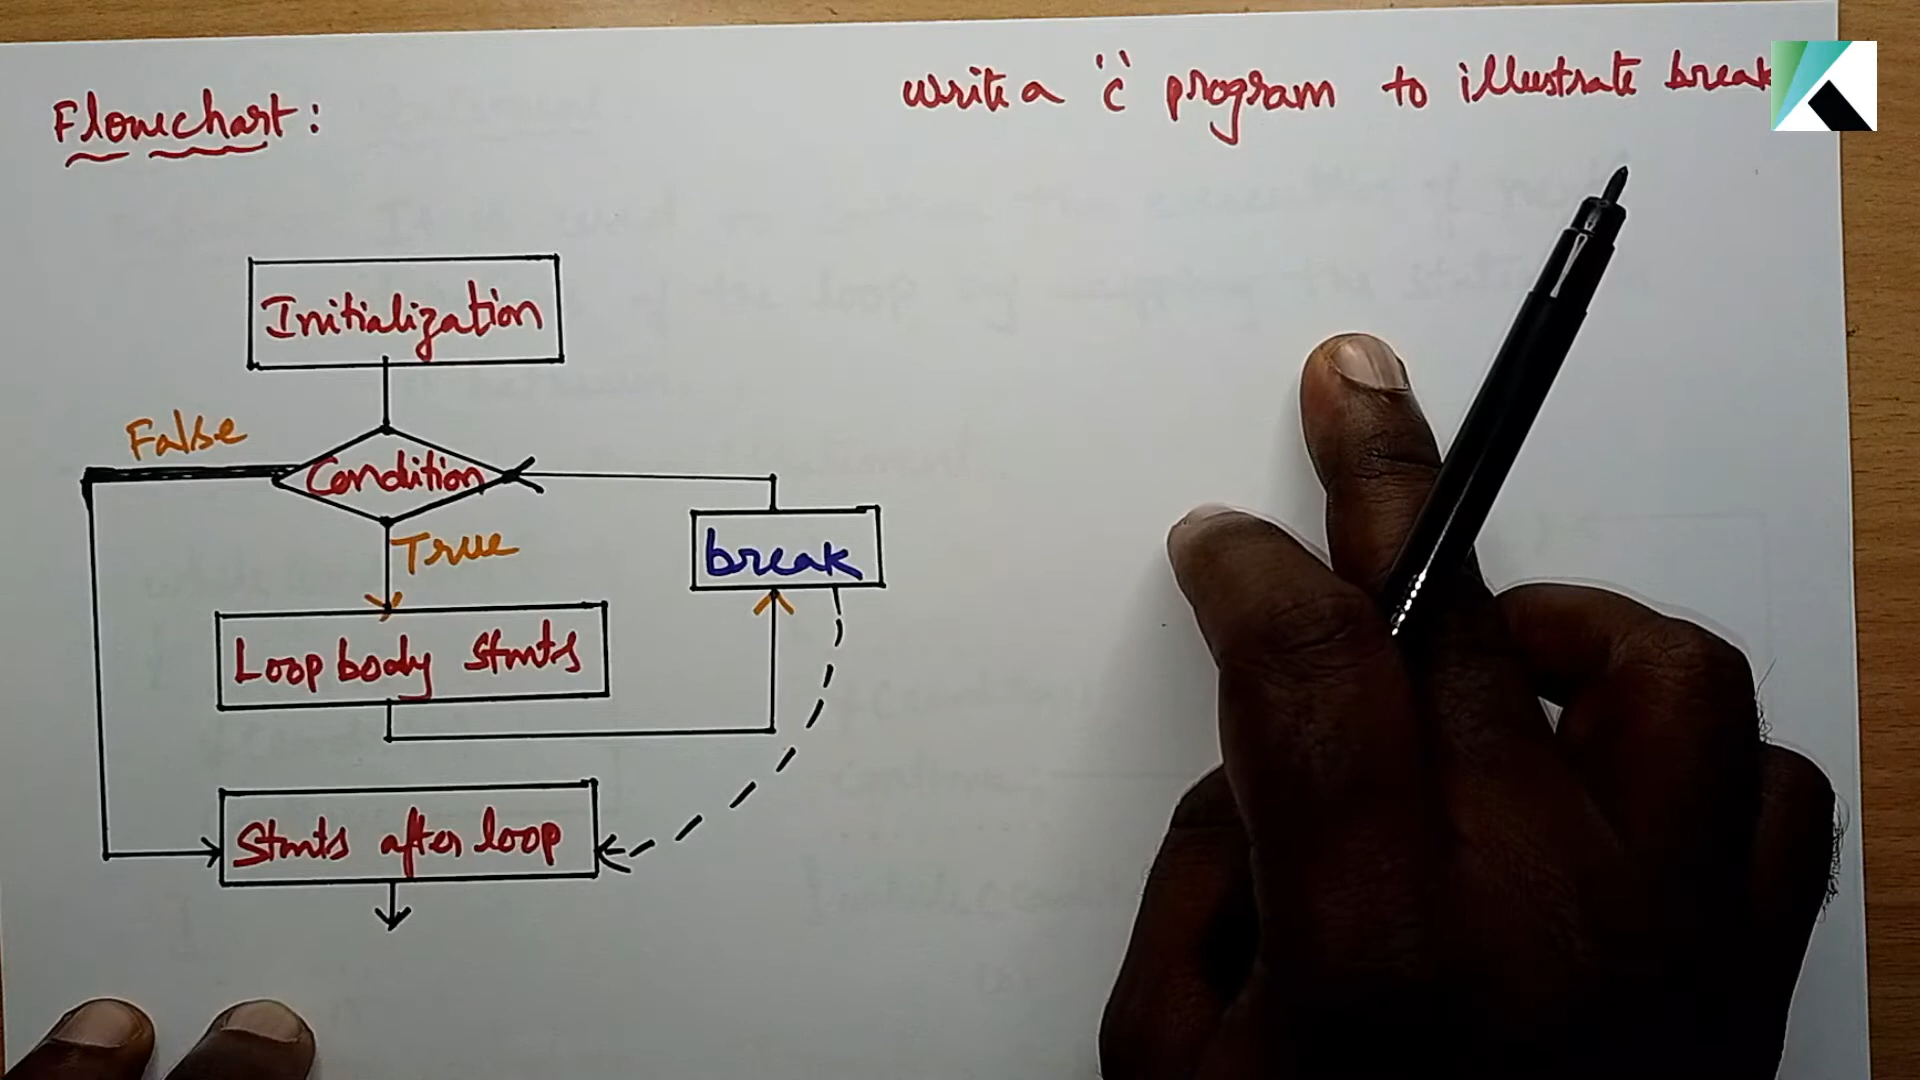 Flowchart:
write a 'c' program to illustrate break
Initialization
False
Condition
True
break
Loop body Stmts
Stmts after loop